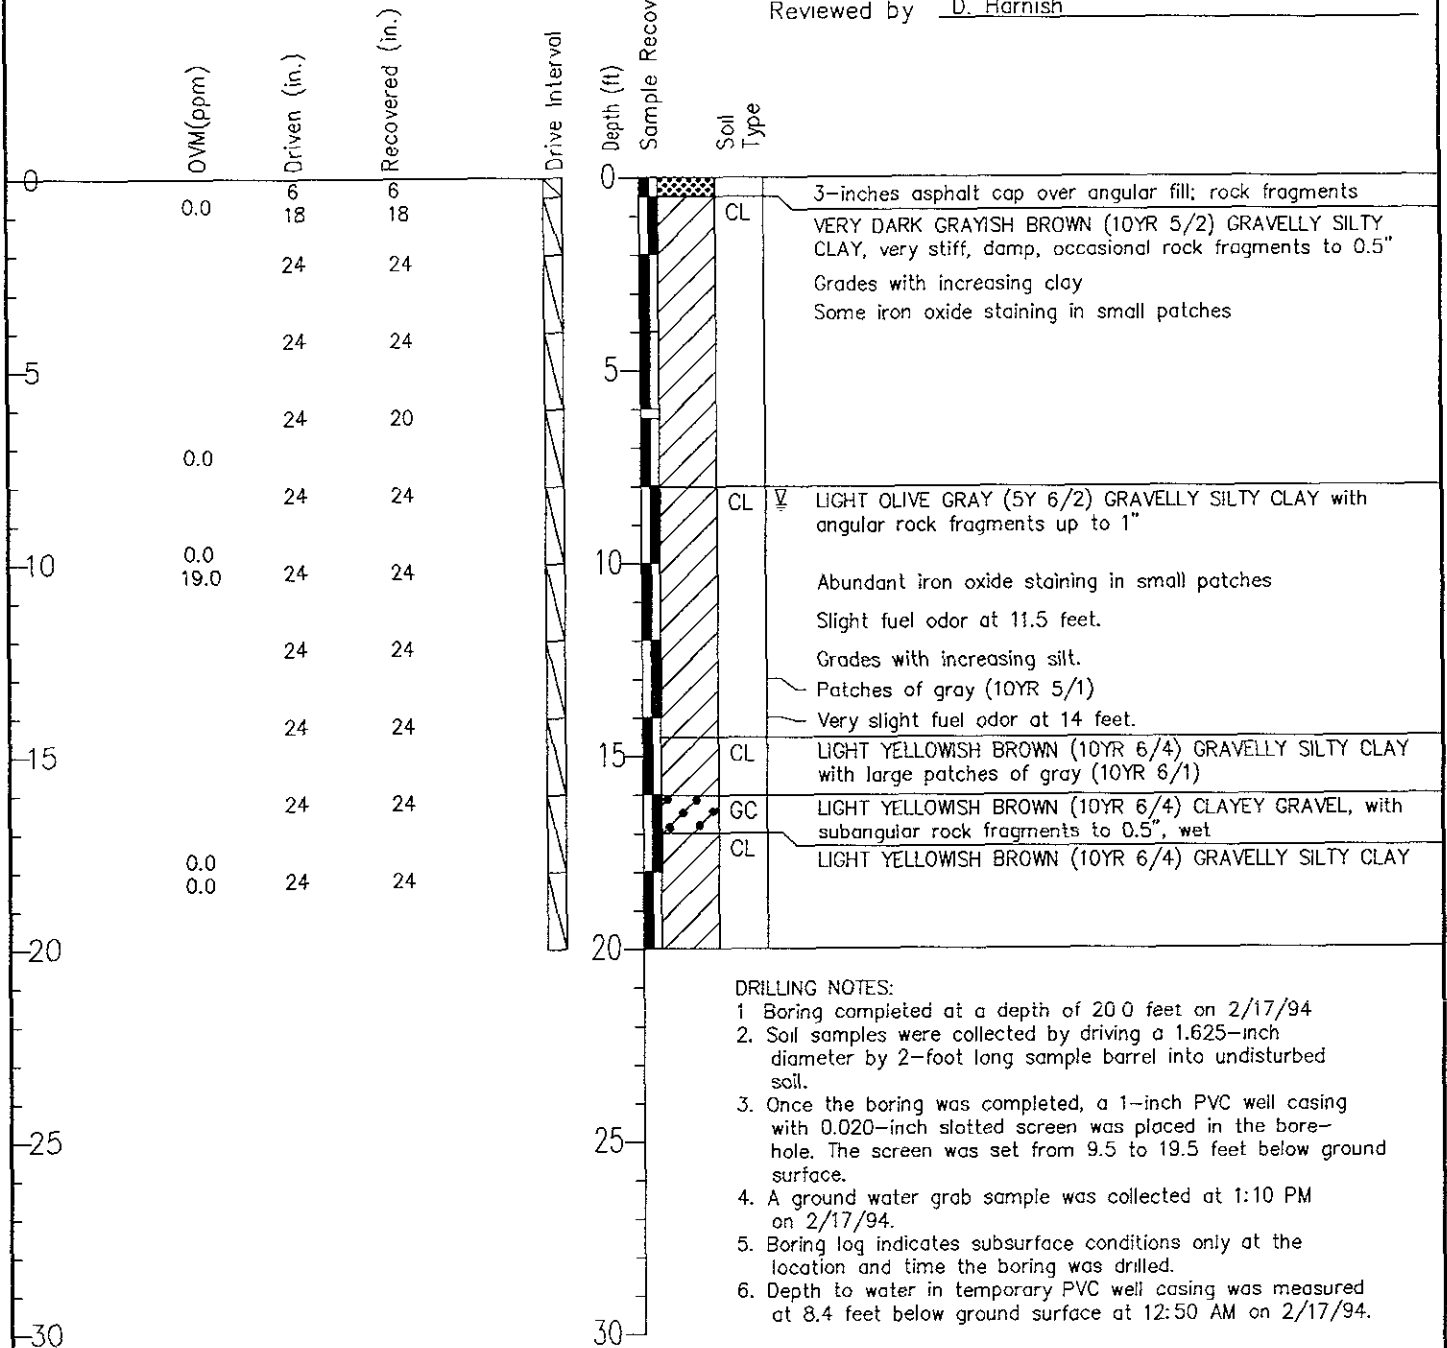 Reviewed by D. Harnish
OVM(ppm)
Driven (in.)
Recovered (in.)
Drive Interval
Depth (ft)
Sample Recov
Soil
Type
0
6 6
0
3-inches asphalt cap over angular fill; rock fragments
0.0 18 18
CL
VERY DARK GRAYISH BROWN (10YR 5/2) GRAVELLY SILTY
CLAY, very stiff, damp, occasional rock fragments to 0.5"
24 24
Grades with increasing clay
Some iron oxide staining in small patches
24 24
5
5
24 20
0.0
24 24
CL
LIGHT OLIVE GRAY (5Y 6/2) GRAVELLY SILTY CLAY with
angular rock fragments up to 1"
0.0
10
19.0 24 24
10
Abundant iron oxide staining in small patches
Slight fuel odor at 11.5 feet.
24 24
Grades with increasing silt.
Patches of gray (10YR 5/1)
24 24
Very slight fuel odor at 14 feet.
15
15
CL
LIGHT YELLOWISH BROWN (10YR 6/4) GRAVELLY SILTY CLAY
with large patches of gray (10YR 6/1)
24 24
GC
LIGHT YELLOWISH BROWN (10YR 6/4) CLAYEY GRAVEL, with
subangular rock fragments to 0.5", wet
0.0
CL
LIGHT YELLOWISH BROWN (10YR 6/4) GRAVELLY SILTY CLAY
0.0 24 24
20
20
DRILLING NOTES:
1 Boring completed at a depth of 20 0 feet on 2/17/94
2. Soil samples were collected by driving a 1.625-inch
diameter by 2-foot long sample barrel into undisturbed
soil.
3. Once the boring was completed, a 1-inch PVC well casing
with 0.020-inch slotted screen was placed in the bore-
hole. The screen was set from 9.5 to 19.5 feet below ground
surface.
4. A ground water grab sample was collected at 1:10 PM
on 2/17/94.
5. Boring log indicates subsurface conditions only at the
location and time the boring was drilled.
6. Depth to water in temporary PVC well casing was measured
at 8.4 feet below ground surface at 12:50 AM on 2/17/94.
25
25
30
30